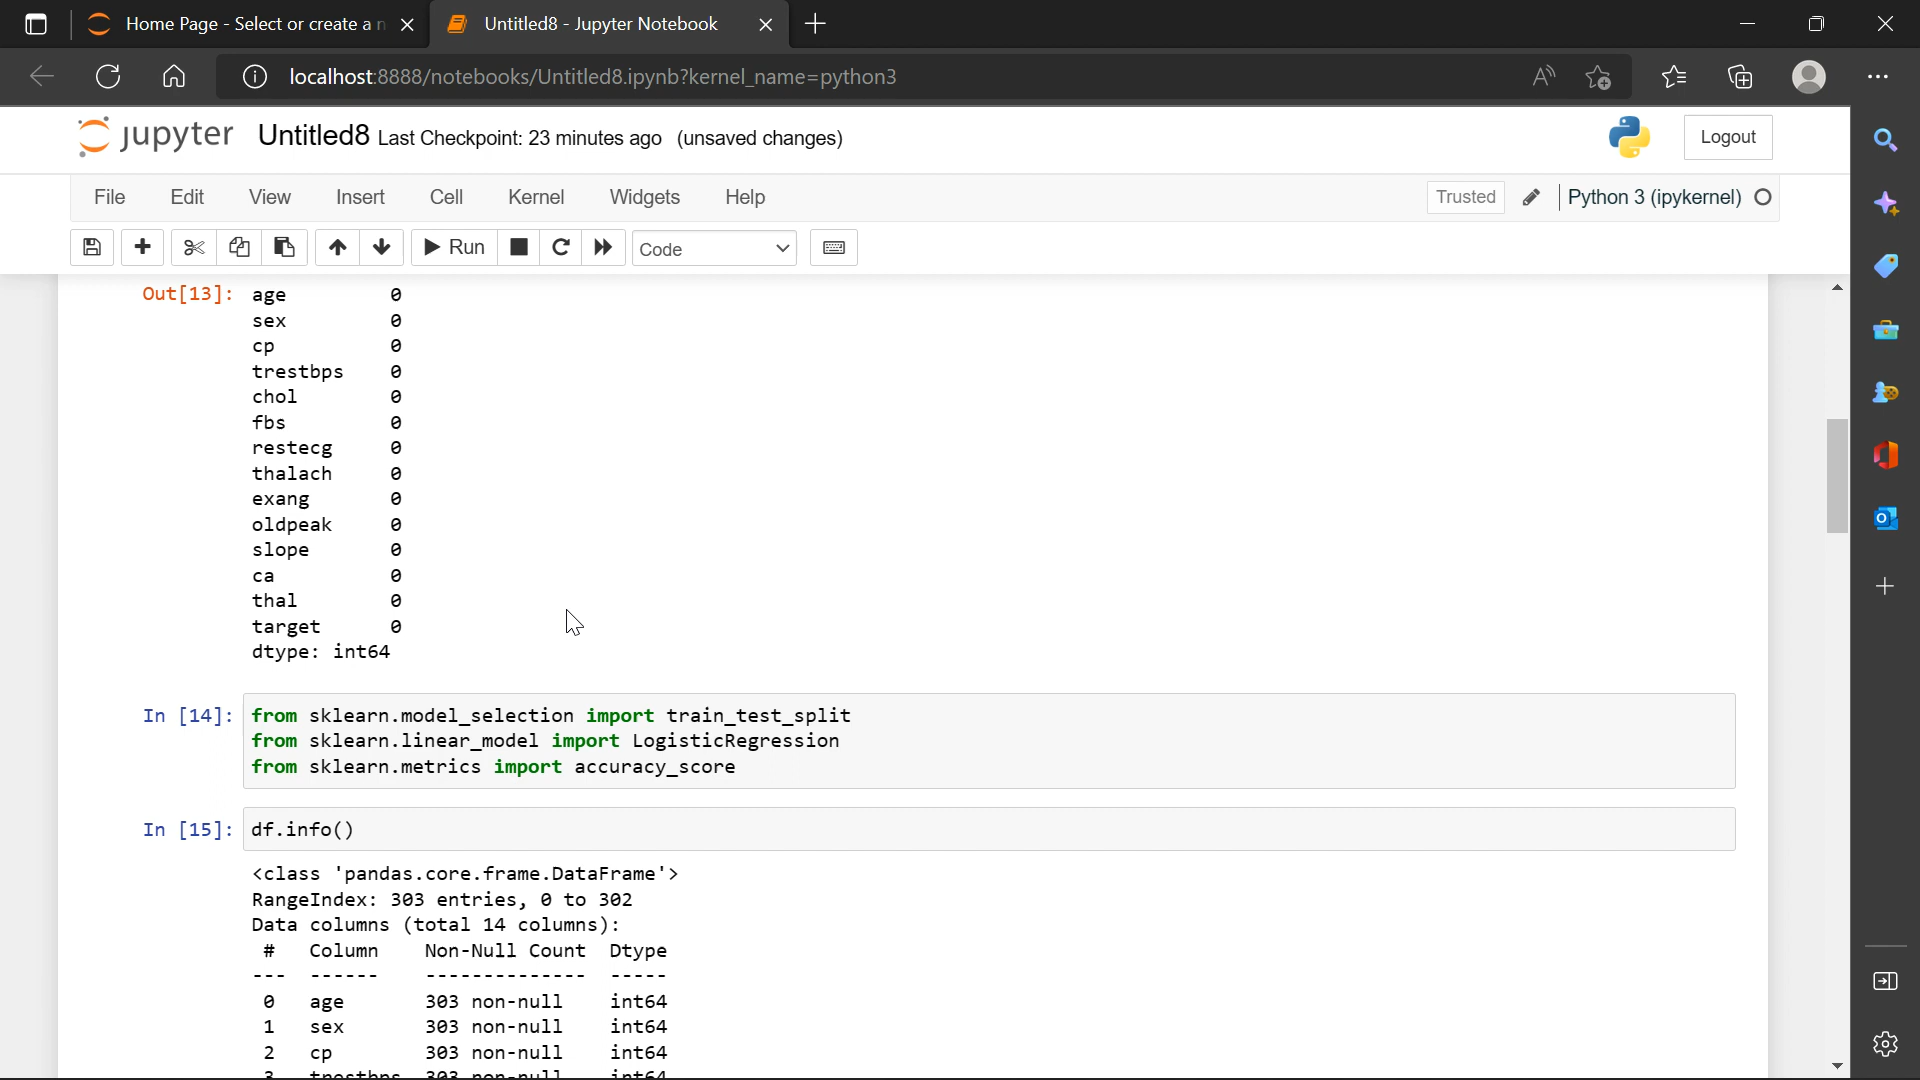 Home Page - Select or create a n
Untitled8 - Jupyter Notebook
localhost:8888/notebooks/Untitled8.ipynb?kernel_name=python3
jupyter Untitled8 Last Checkpoint: 23 minutes ago (unsaved changes)
Logout
File Edit View Insert Cell Kernel Widgets Help
Trusted
Python 3 (ipykernel)
Run
Code
Out[13]: age 0
sex 0
cp 0
trestbps 0
chol 0
fbs 0
restecg 0
thalach 0
exang 0
oldpeak 0
slope 0
ca 0
thal 0
target 0
dtype: int64
In [14]: from sklearn.model_selection import train_test_split
from sklearn.linear_model import LogisticRegression
from sklearn.metrics import accuracy_score
In [15]: df.info()
<class 'pandas.core.frame.DataFrame'>
RangeIndex: 303 entries, 0 to 302
Data columns (total 14 columns):
# Column Non-Null Count Dtype
--- ------ -------------- -----
0 age 303 non-null int64
1 sex 303 non-null int64
2 cp 303 non-null int64
3 trestbps 303 non-null int64